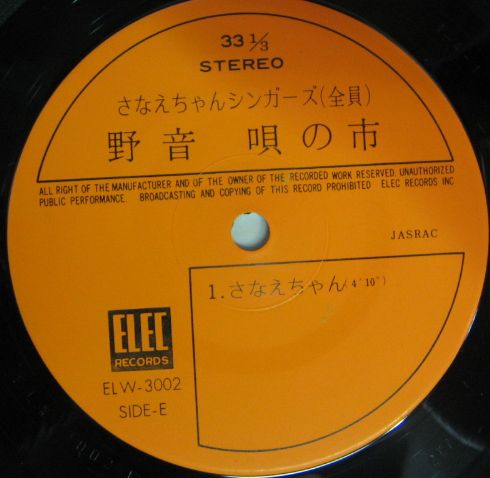 33 1/3
STEREO
さなえちゃんシンガーズ(全員)
野音 唄の市
ALL RIGHT OF THE MANUFACTURER AND OF THE OWNER OF THE RECORDED WORK RESERVED. UNAUTHORIZED
PUBLIC PERFORMANCE. BROADCASTING AND COPYING OF THIS RECORD PROHIBITED ELEC RECORDS INC
JASRAC
1.さなえちゃん(4'10")
ELEC
RECORDS
ELW-3002
SIDE-E